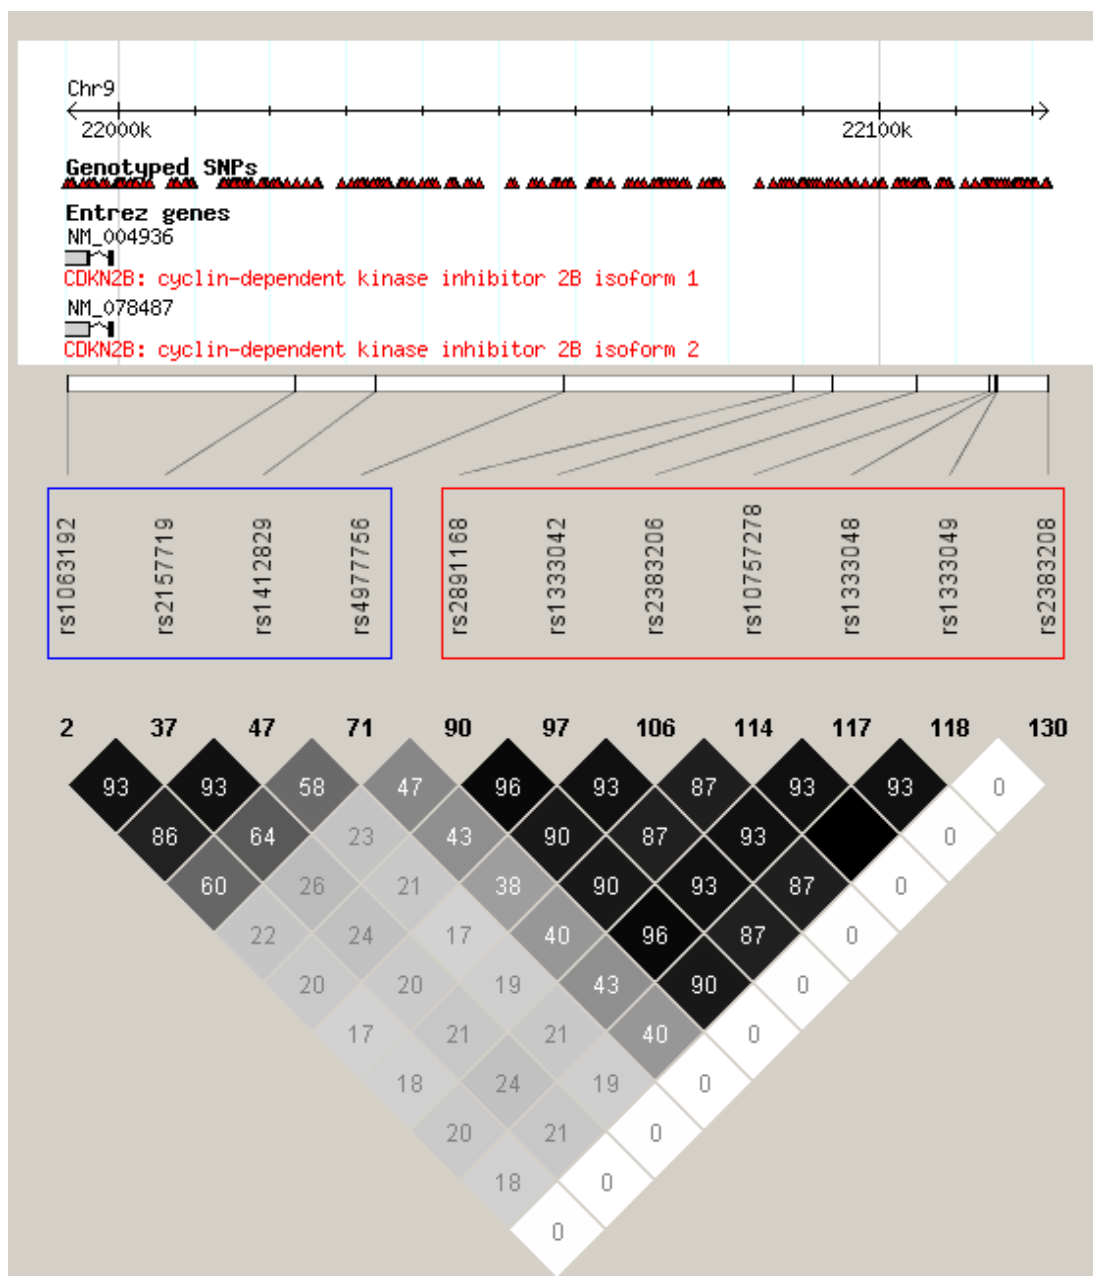 Chr9
22000k 22100k
Genotyped SNPs
Entrez genes
NM_004936
CDKN2B: cyclin-dependent kinase inhibitor 2B isoform 1
NM_078487
CDKN2B: cyclin-dependent kinase inhibitor 2B isoform 2
rs1063192 rs2157719 rs1412829 rs4977756 rs2891168 rs1333042 rs2383206 rs10757278 rs1333048 rs1333049 rs2383208
2 37 47 71 90 97 106 114 117 118 130
93 93 58 47 96 93 87 93 93 0
86 64 23 43 90 87 93 0
60 26 21 38 90 93 87 0
22 24 17 40 96 87 0
20 20 19 43 90 0
17 21 21 40 0
18 24 19 0
20 21 0
18 0
0